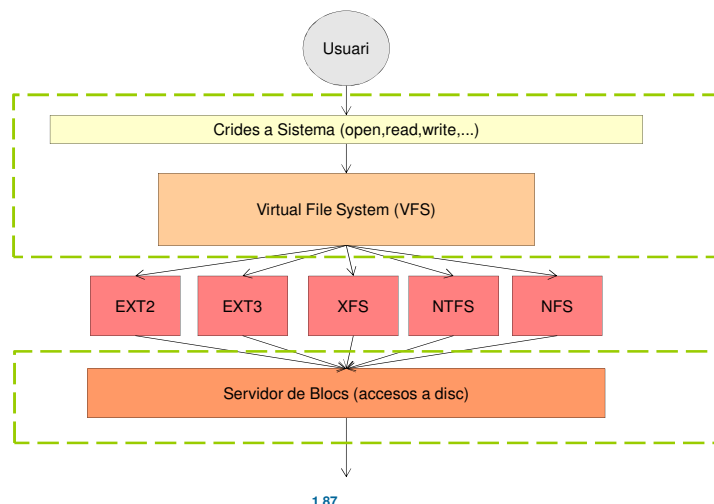 Usuari
Crides a Sistema (open,read,write,...)
Virtual File System (VFS)
EXT2 EXT3 XFS NTFS NFS
Servidor de Blocs (accesos a disc)
1.87